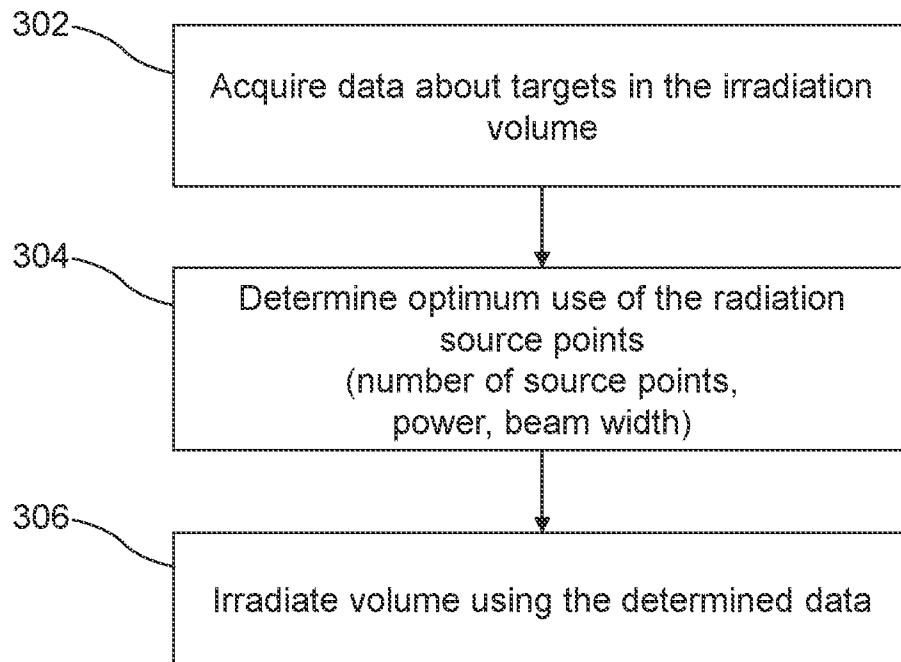 302
Acquire data about targets in the irradiation
volume
304
Determine optimum use of the radiation
source points
(number of source points,
power, beam width)
306
Irradiate volume using the determined data